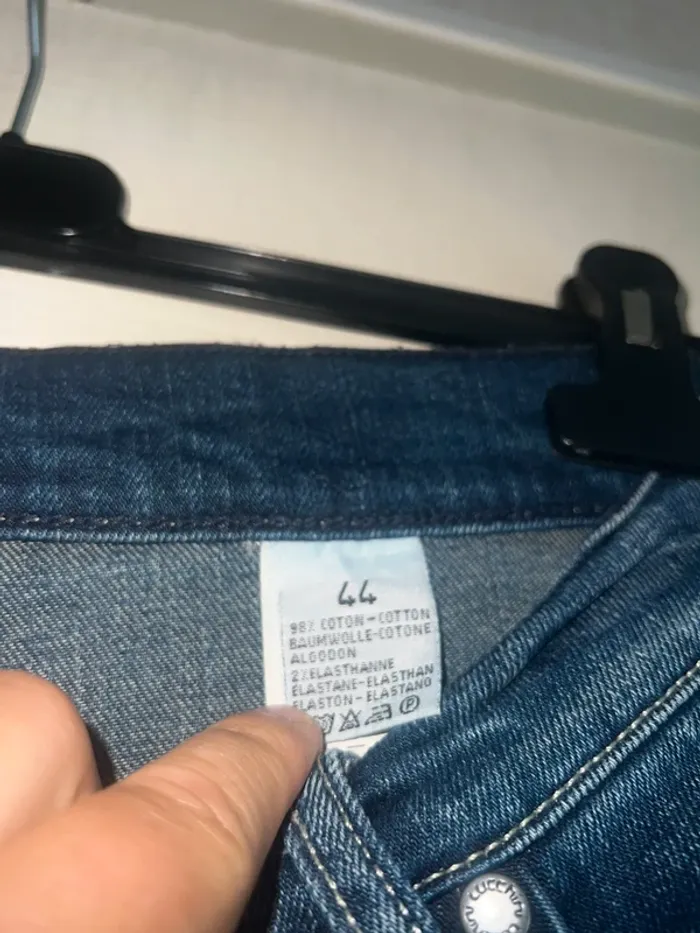 44
98% COTON-COTTON
BAUMWOLLE-COTONE
ALGODON
2%ELASTHANNE
ELASTANE-ELASTHAN
ELASTON-ELASTANO
P